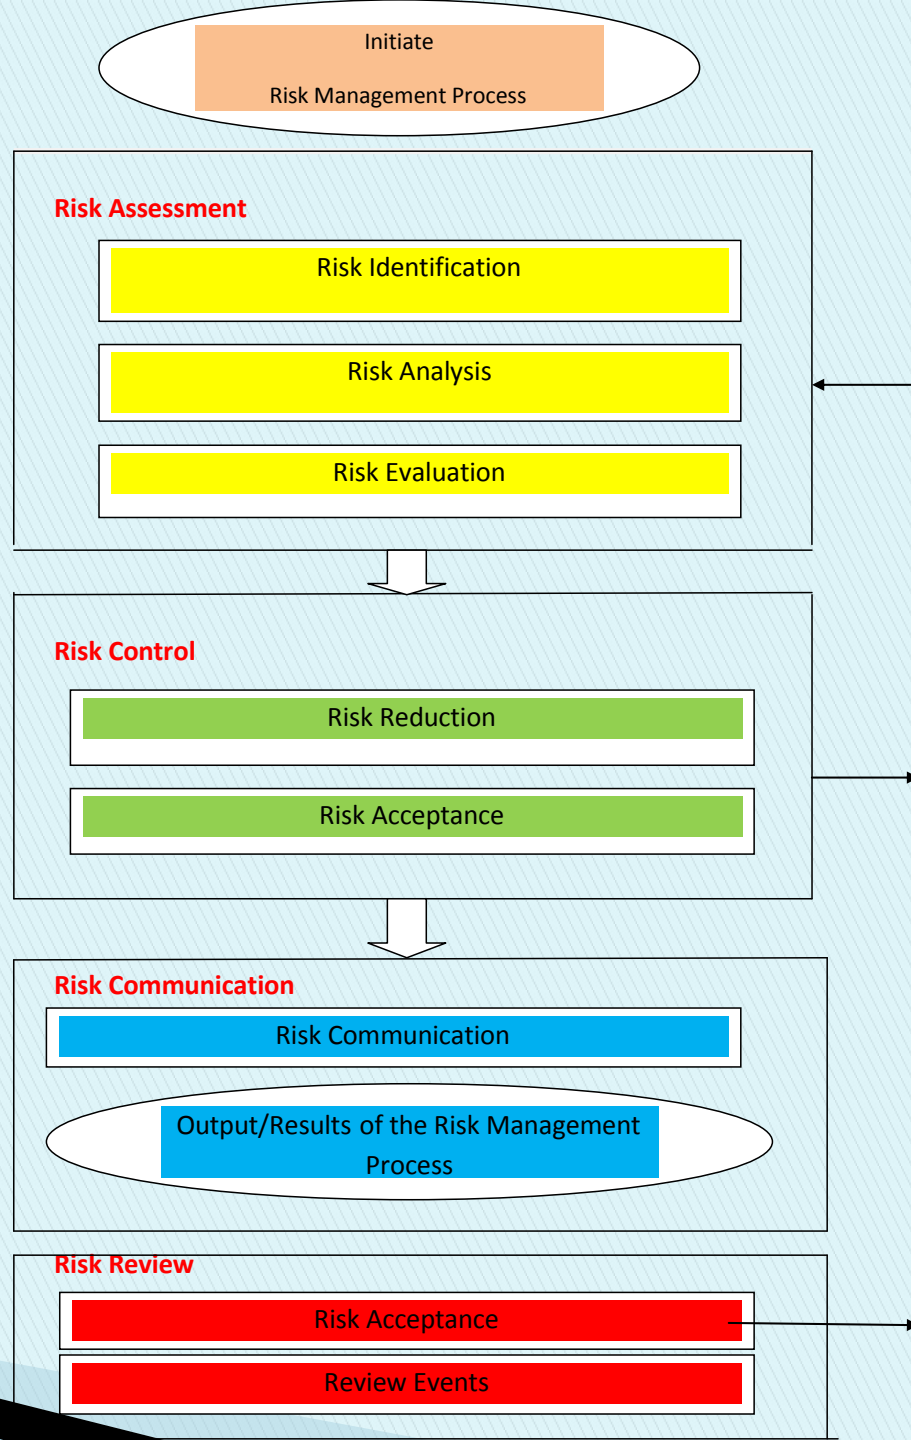 Initiate
Risk Management Process
Risk Assessment
Risk Identification
Risk Analysis
Risk Evaluation
Risk Control
Risk Reduction
Risk Acceptance
Risk Communication
Risk Communication
Output/Results of the Risk Management
Process
Risk Review
Risk Acceptance
Review Events